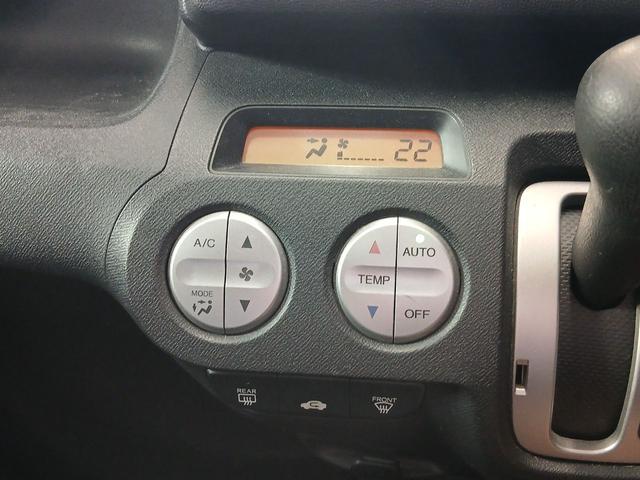 22
A/C
MODE
TEMP
AUTO
OFF
REAR
FRONT